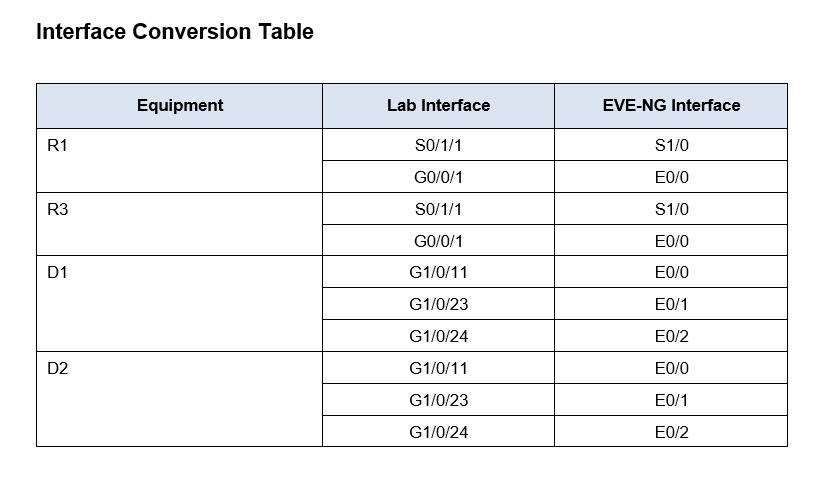 Interface Conversion Table
Equipment Lab Interface EVE-NG Interface
R1 S0/1/1 S1/0
G0/0/1 E0/0
R3 S0/1/1 S1/0
G0/0/1 E0/0
D1 G1/0/11 E0/0
G1/0/23 E0/1
G1/0/24 E0/2
D2 G1/0/11 E0/0
G1/0/23 E0/1
G1/0/24 E0/2